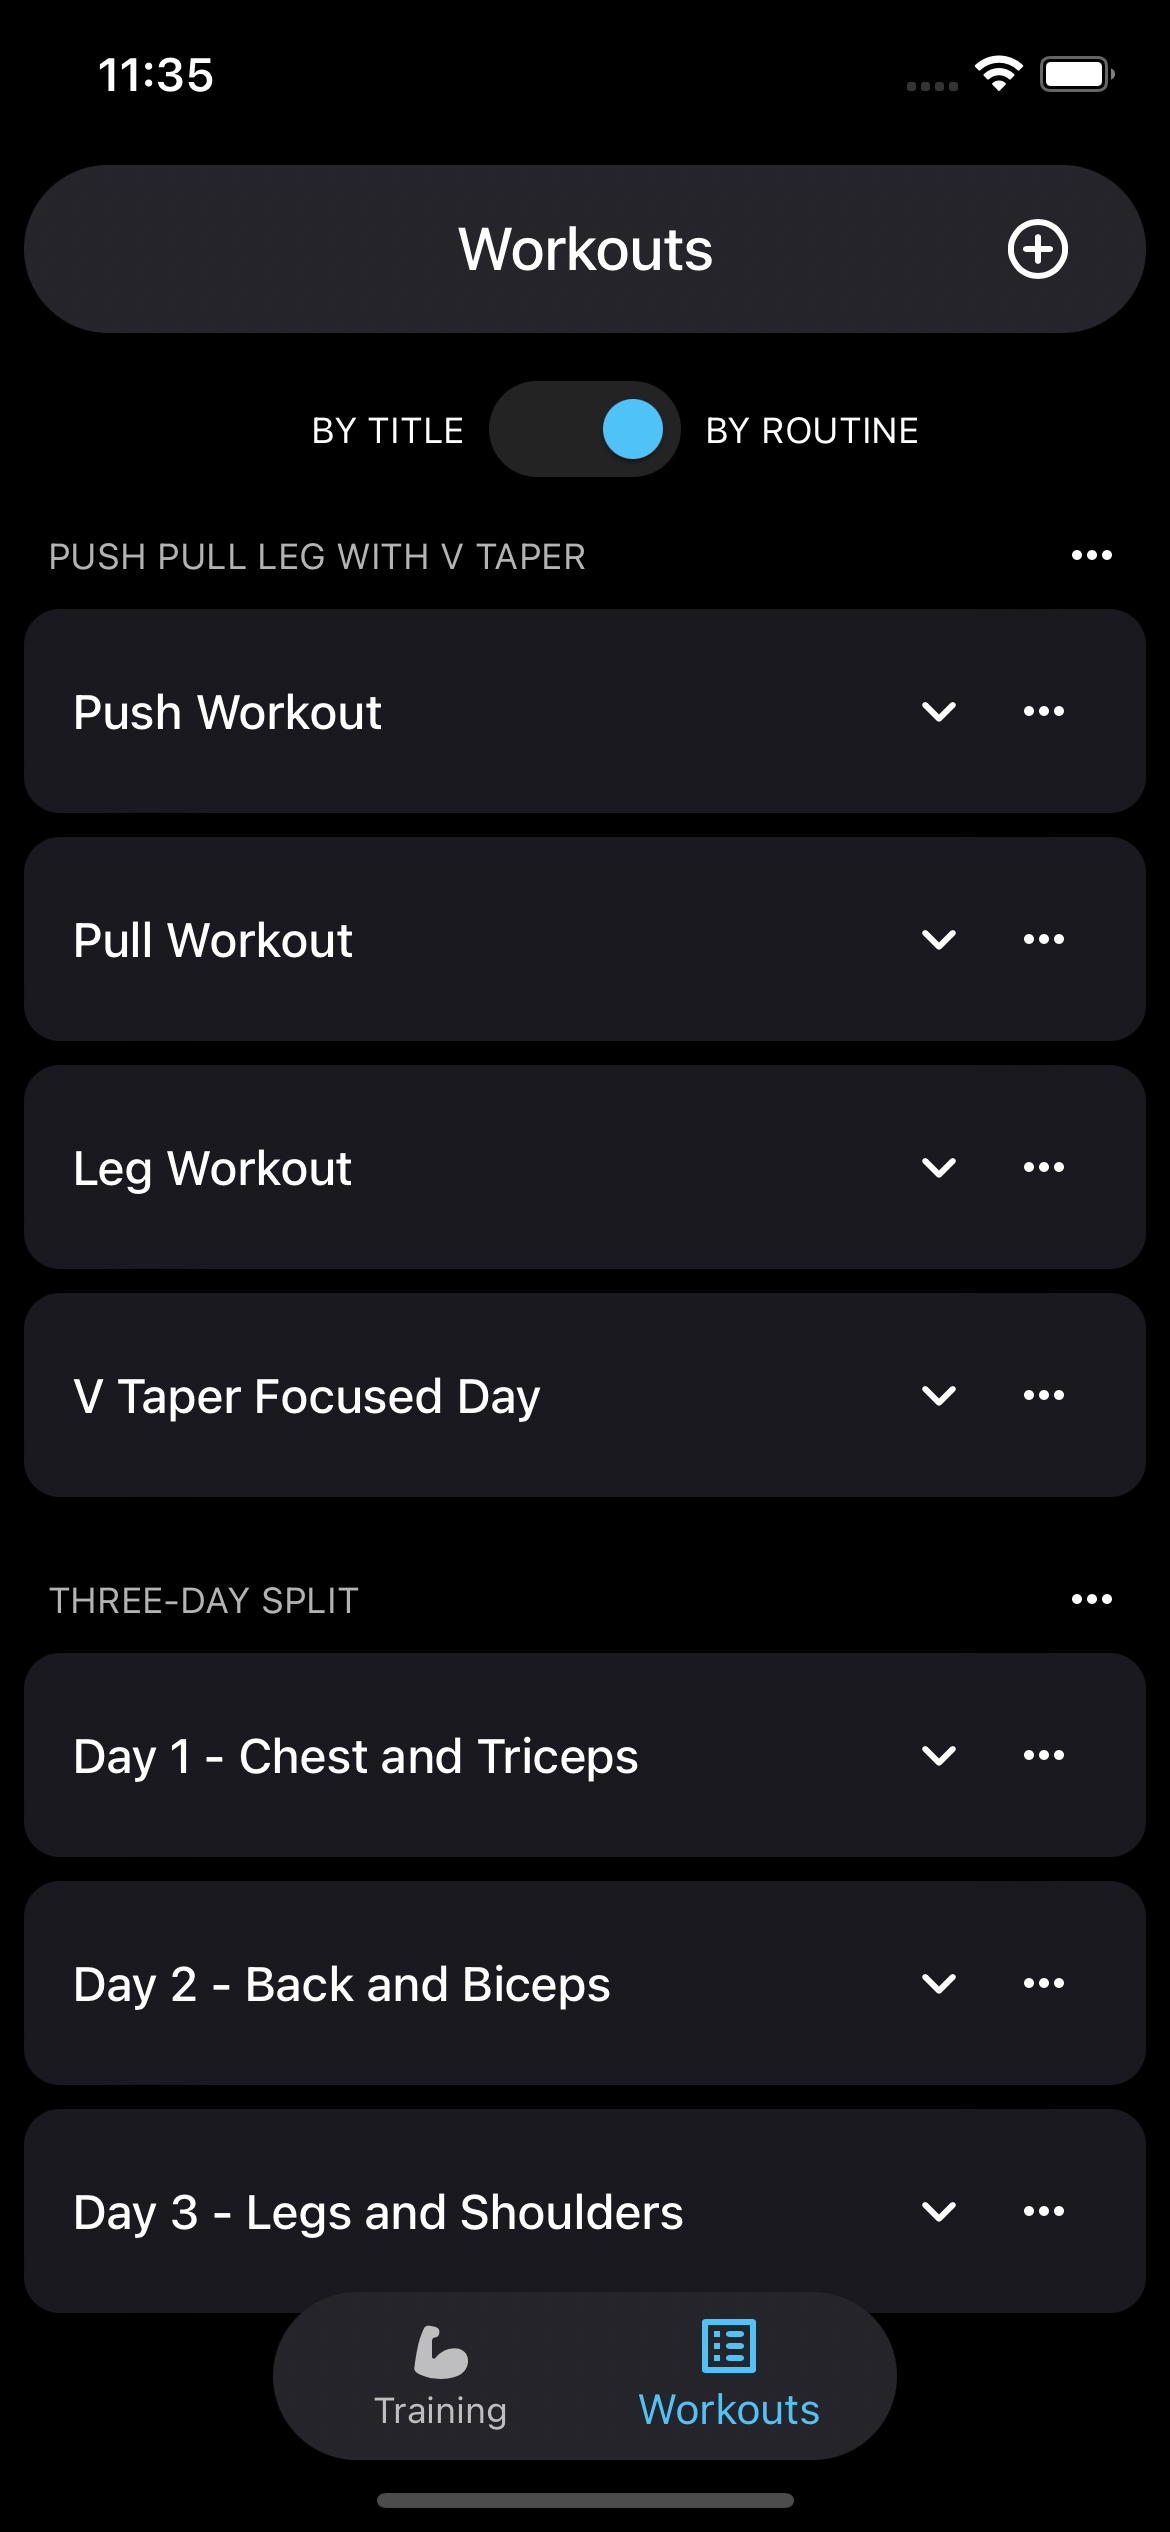 11:35
Workouts
BY TITLE BY ROUTINE
PUSH PULL LEG WITH V TAPER
Push Workout
Pull Workout
Leg Workout
V Taper Focused Day
THREE-DAY SPLIT
Day 1 - Chest and Triceps
Day 2 - Back and Biceps
Day 3 - Legs and Shoulders
Training Workouts